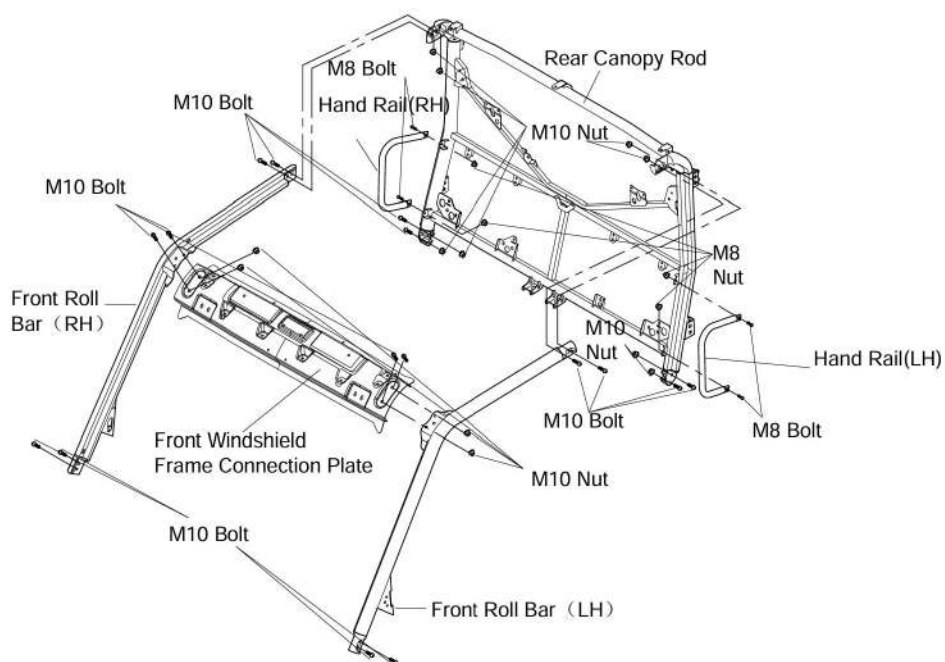 Rear Canopy Rod
M8 Bolt
M10 Bolt
Hand Rail(RH)
M10 Nut
M10 Bolt
M8
Nut
Front Roll
Bar (RH)
M10
Nut
Hand Rail(LH)
M10 Bolt
M8 Bolt
Front Windshield
Frame Connection Plate
M10 Nut
M10 Bolt
Front Roll Bar (LH)